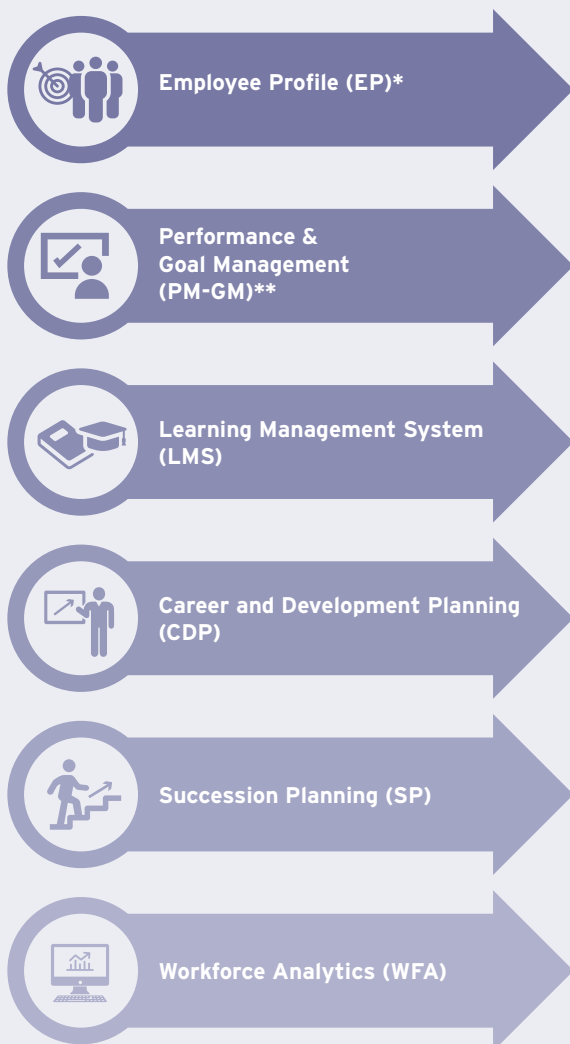 Employee Profile (EP)*
Performance &
Goal Management
(PM-GM)**
Learning Management System
(LMS)
Career and Development Planning
(CDP)
Succession Planning (SP)
Workforce Analytics (WFA)